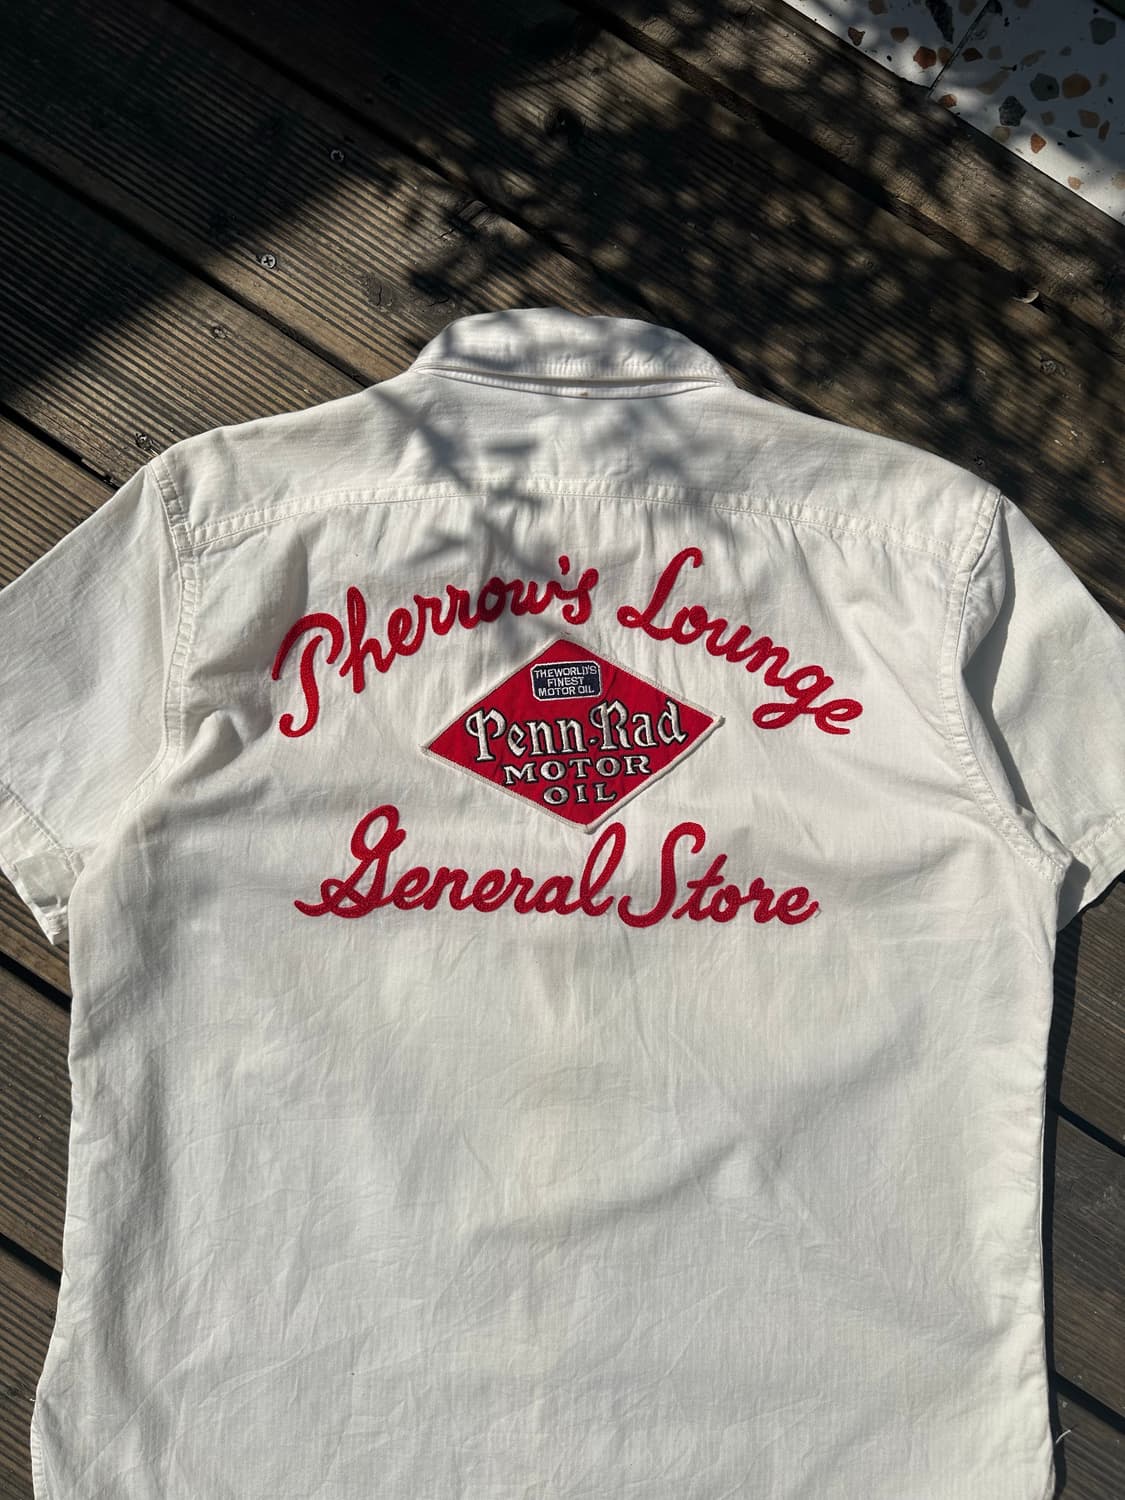 Pherrow's Lounge
THE WORLD'S
FINEST
MOTOR OIL
Penn-Rad
MOTOR
OIL
General Store